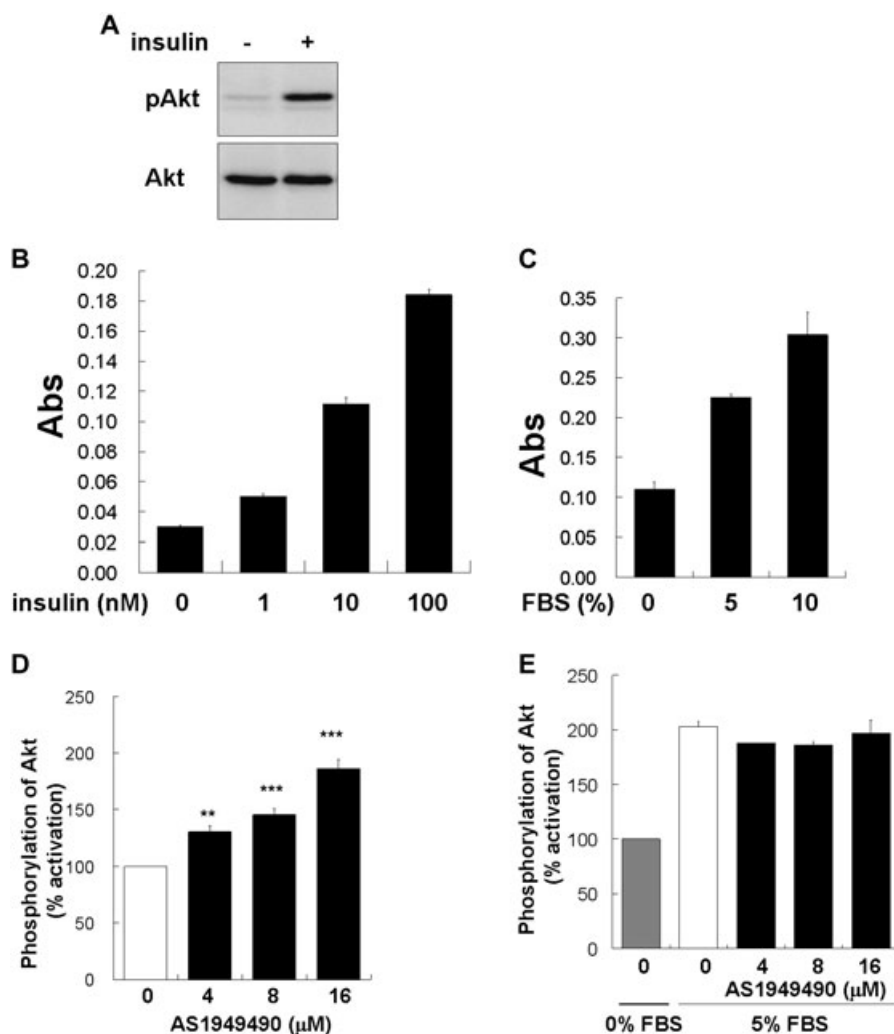 A
insulin - +
pAkt
Akt
B
Abs
0.20
0.18
0.16
0.14
0.12
0.10
0.08
0.06
0.04
0.02
0.00
insulin (nM) 0 1 10 100
C
Abs
0.35
0.30
0.25
0.20
0.15
0.10
0.05
0.00
FBS (%) 0 5 10
D
Phosphorylation of Akt
(% activation)
250
200
150
100
50
0
** *** ***
0 4 8 16
AS1949490 (μM)
E
Phosphorylation of Akt
(% activation)
250
200
150
100
50
0
0 0 4 8 16
AS1949490 (μM)
0% FBS 5% FBS